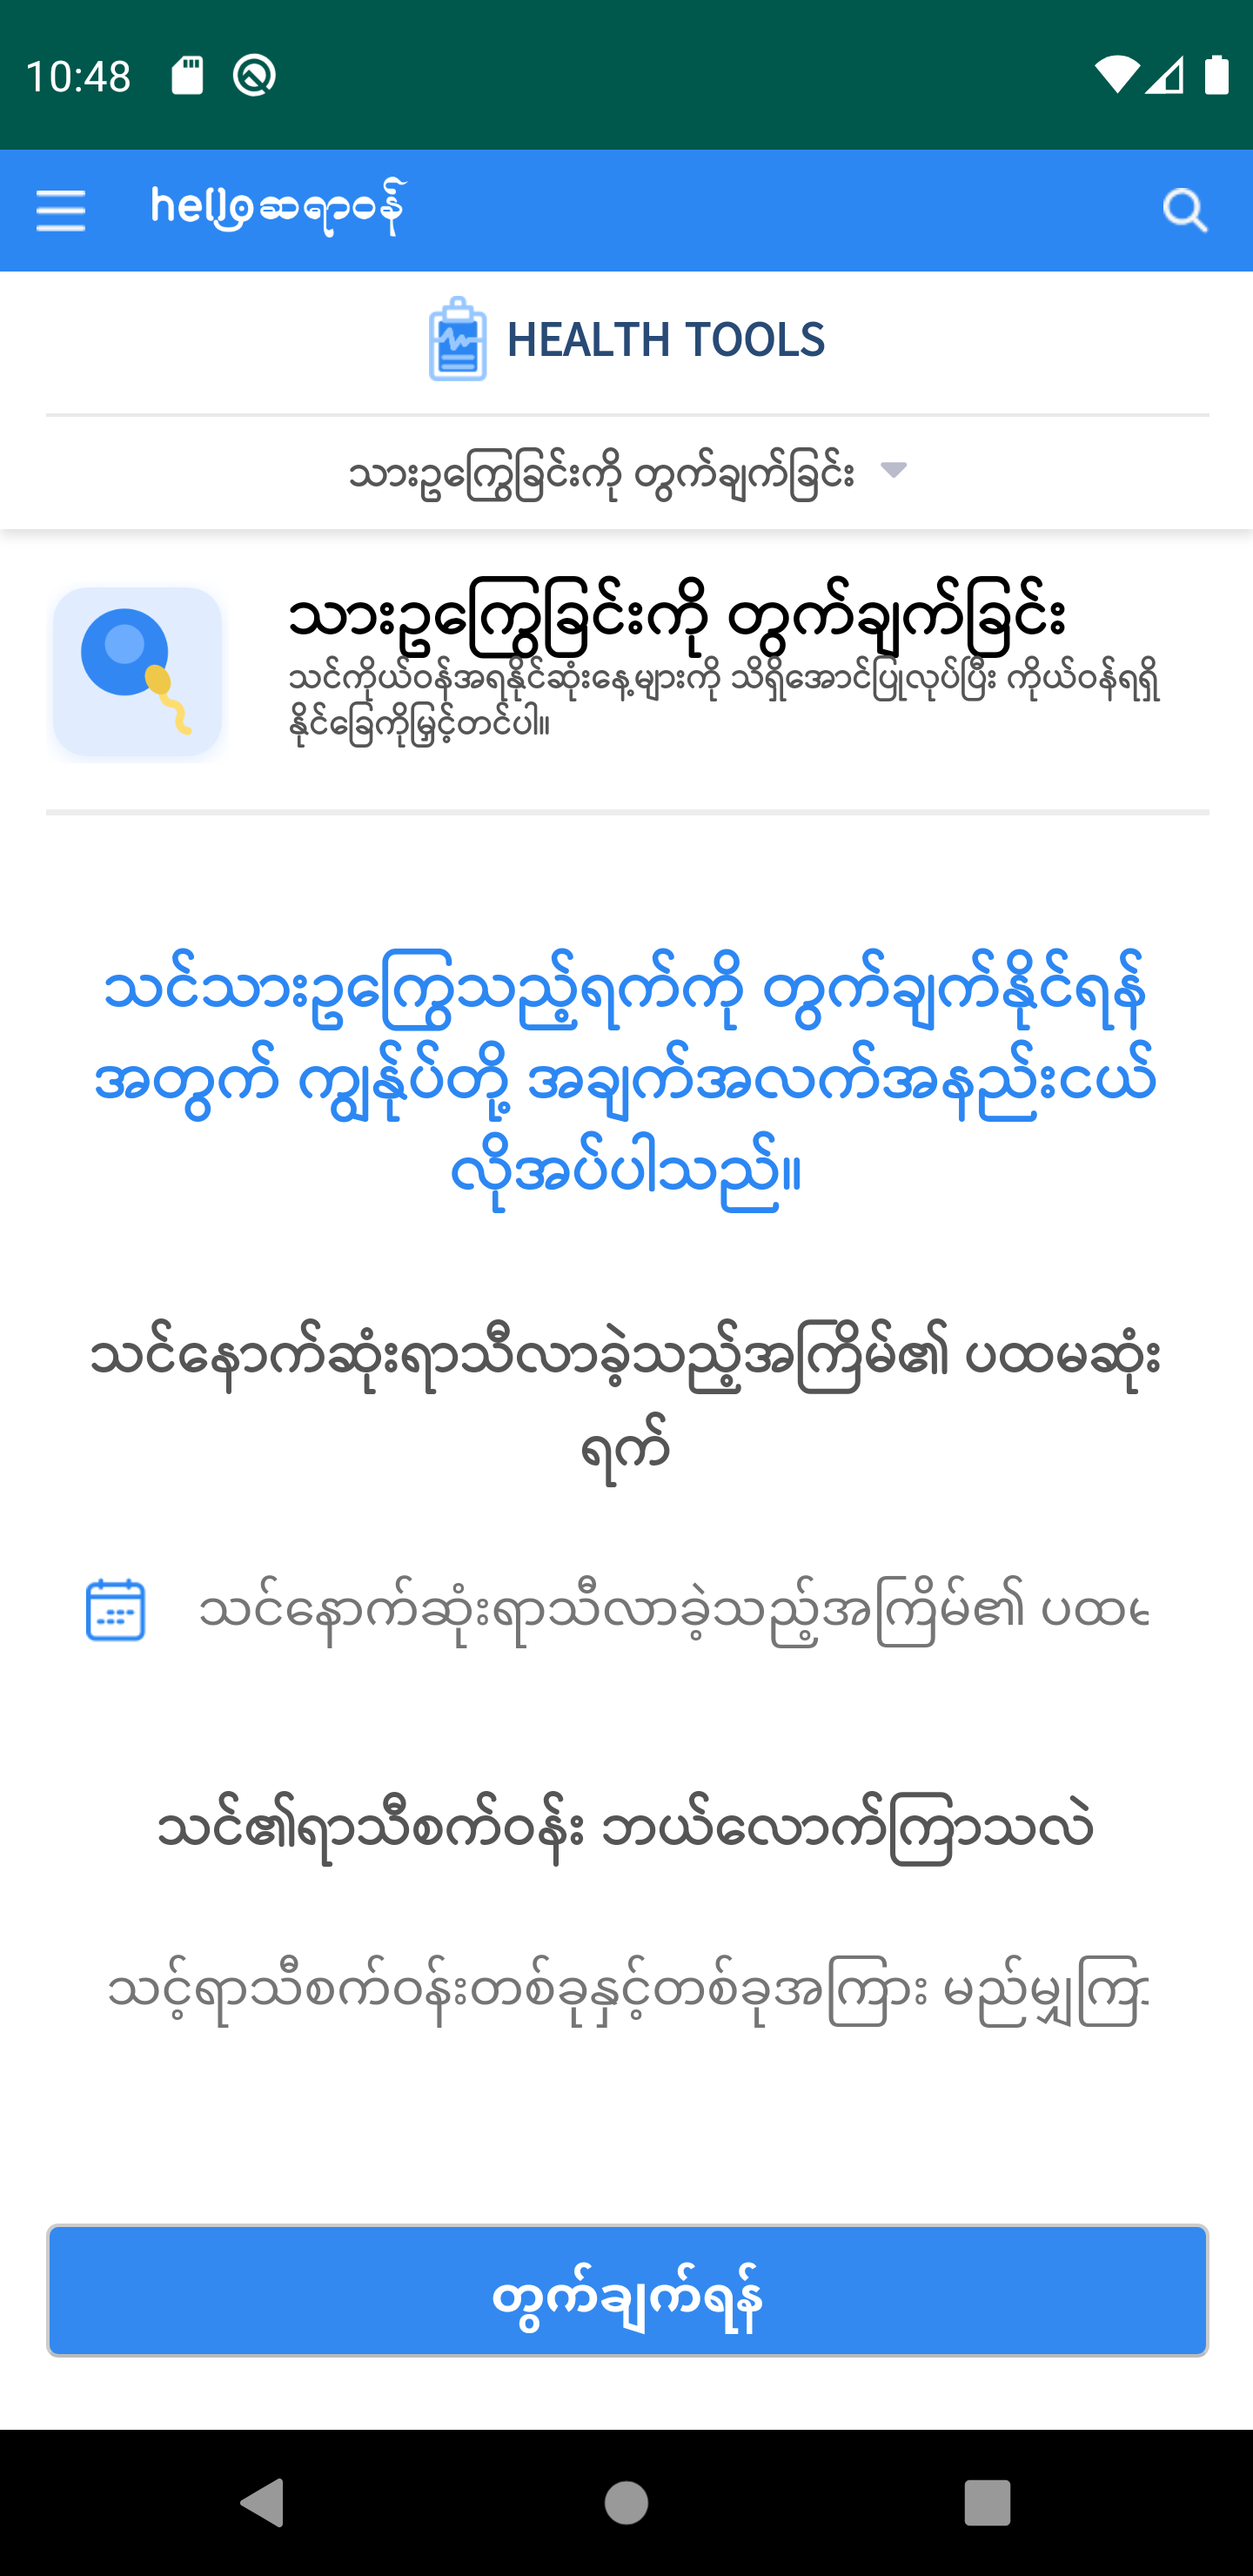 10:48
helloဆရာဝန်
HEALTH TOOLS
သားဥကြွေခြင်းကို တွက်ချက်ခြင်း
သားဥကြွေခြင်းကို တွက်ချက်ခြင်း
သင်ကိုယ်ဝန်အရနိုင်ဆုံးနေ့များကို သိရှိအောင်ပြုလုပ်ပြီး ကိုယ်ဝန်ရရှိ
နိုင်ခြေကိုမြှင့်တင်ပါ။
သင်သားဥကြွေသည့်ရက်ကို တွက်ချက်နိုင်ရန်
အတွက် ကျွန်ုပ်တို့ အချက်အလက်အနည်းငယ်
လိုအပ်ပါသည်။
သင်နောက်ဆုံးရာသီလာခဲ့သည့်အကြိမ်၏ ပထမဆုံး
ရက်
သင်နောက်ဆုံးရာသီလာခဲ့သည့်အကြိမ်၏ ပထမ
သင်၏ရာသီစက်ဝန်း ဘယ်လောက်ကြာသလဲ
သင့်ရာသီစက်ဝန်းတစ်ခုနှင့်တစ်ခုအကြား မည်မျှကြာ
တွက်ချက်ရန်